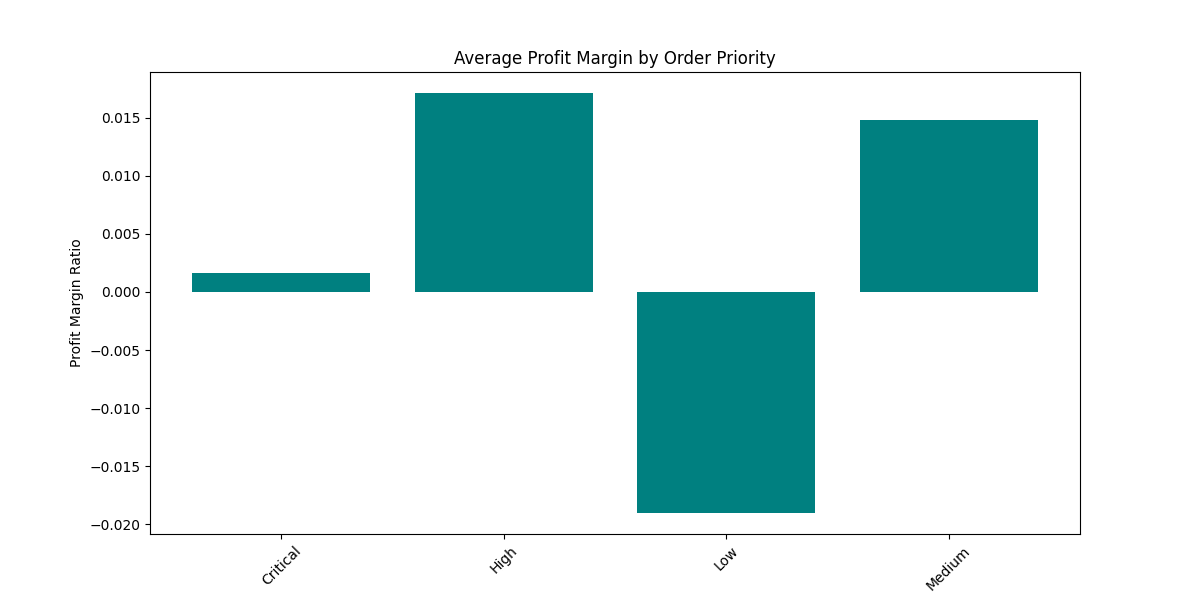 Average Profit Margin by Order Priority
Profit Margin Ratio
0.015
0.010
0.005
0.000
−0.005
−0.010
−0.015
−0.020
Critical
High
Low
Medium